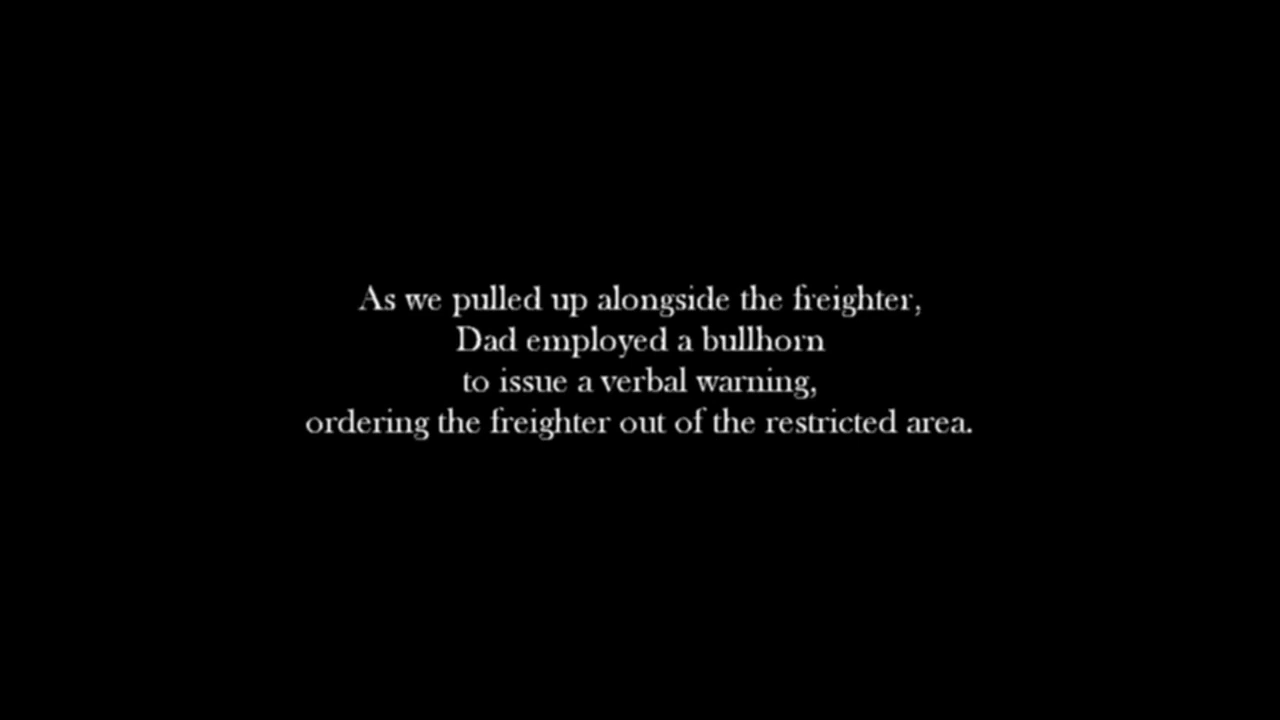 As we pulled up alongside the freighter,
Dad employed a bullhorn
to issue a verbal warning,
ordering the freighter out of the restricted area.